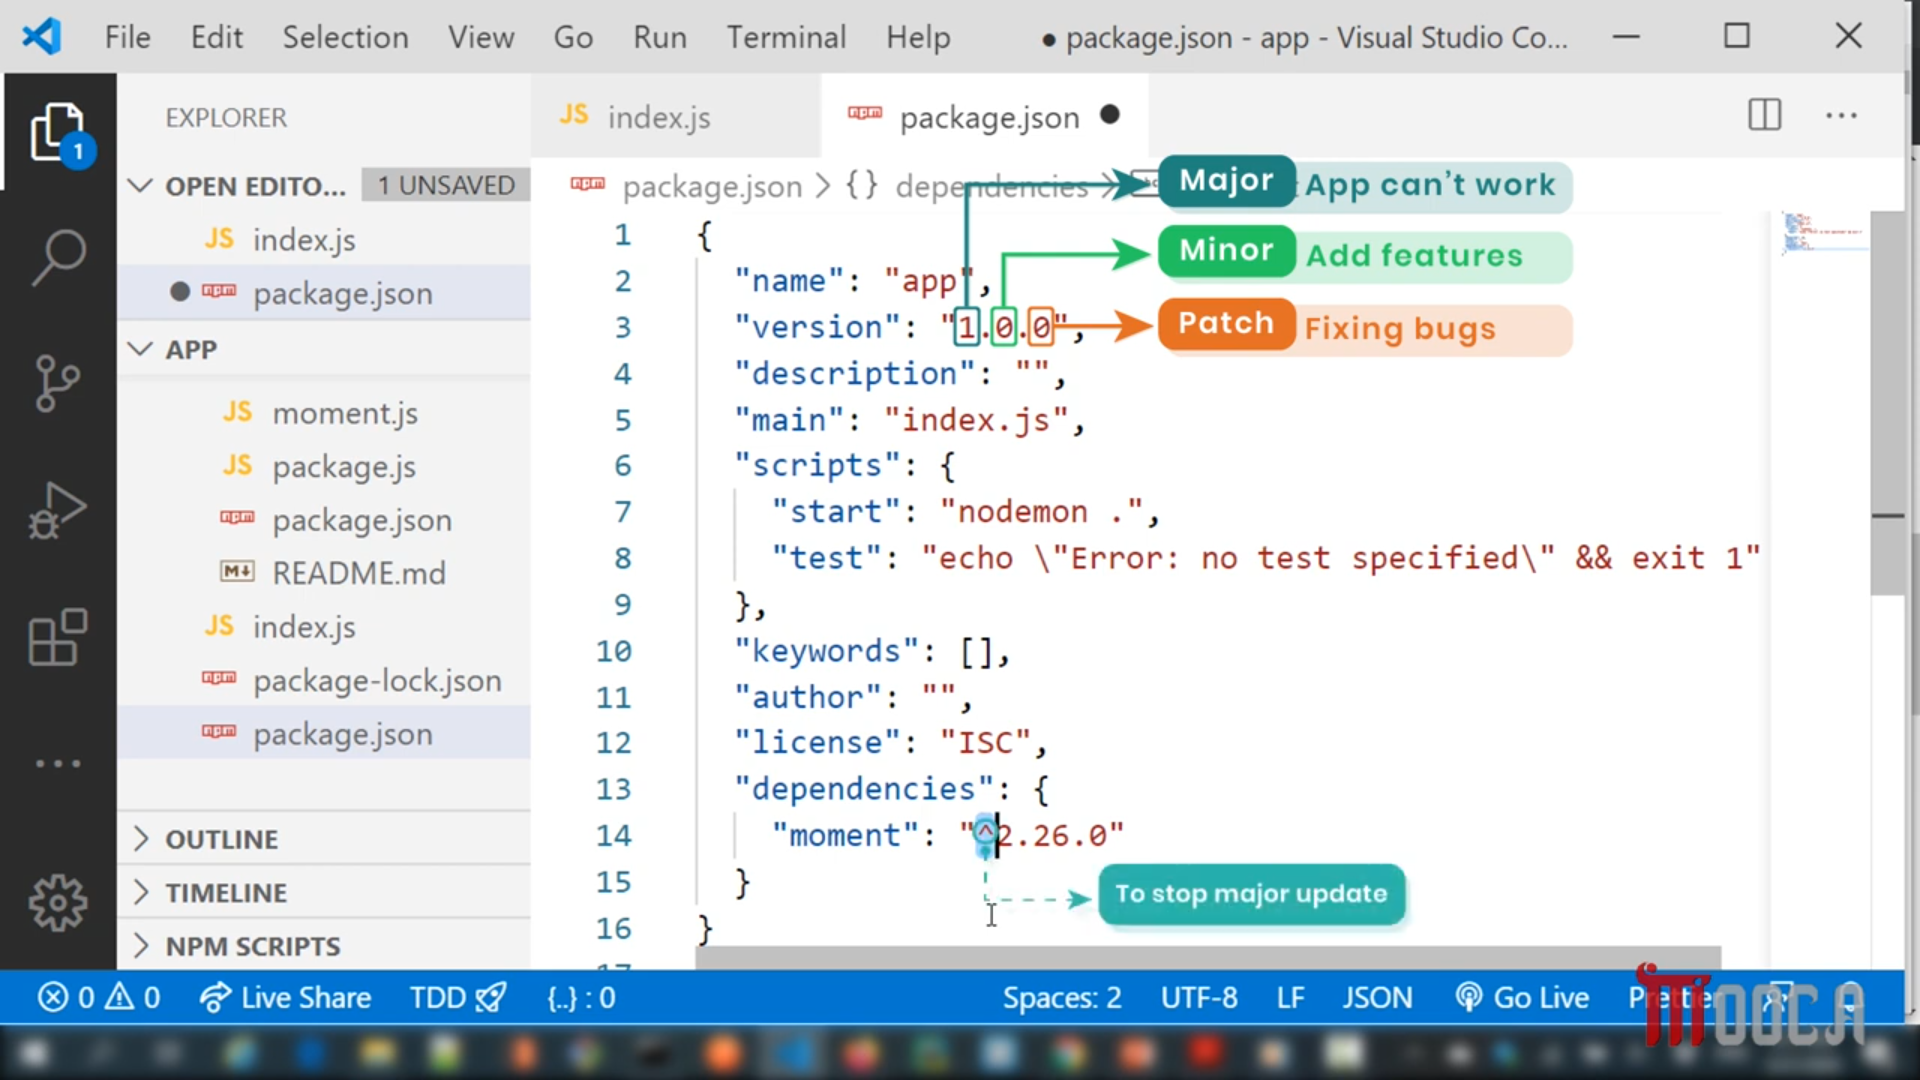 File Edit Selection View Go Run Terminal Help ● package.json - app - Visual Studio Co...
EXPLORER
1
OPEN EDITO... 1 UNSAVED
JS index.js
package.json
APP
JS moment.js
JS package.js
package.json
README.md
JS index.js
package-lock.json
package.json
OUTLINE
TIMELINE
NPM SCRIPTS
JS index.js
package.json ●
package.json > {} dependencies >
Major App can't work
Minor Add features
Patch Fixing bugs
1 {
2 "name": "app",
3 "version": "1.0.0",
4 "description": "",
5 "main": "index.js",
6 "scripts": {
7 "start": "nodemon .",
8 "test": "echo \"Error: no test specified\" && exit 1"
9 },
10 "keywords": [],
11 "author": "",
12 "license": "ISC",
13 "dependencies": {
14 "moment": "^2.26.0"
15 }
16 }
To stop major update
0 0 Live Share TDD {..} : 0 Spaces: 2 UTF-8 LF JSON Go Live Prettier
MOOCA